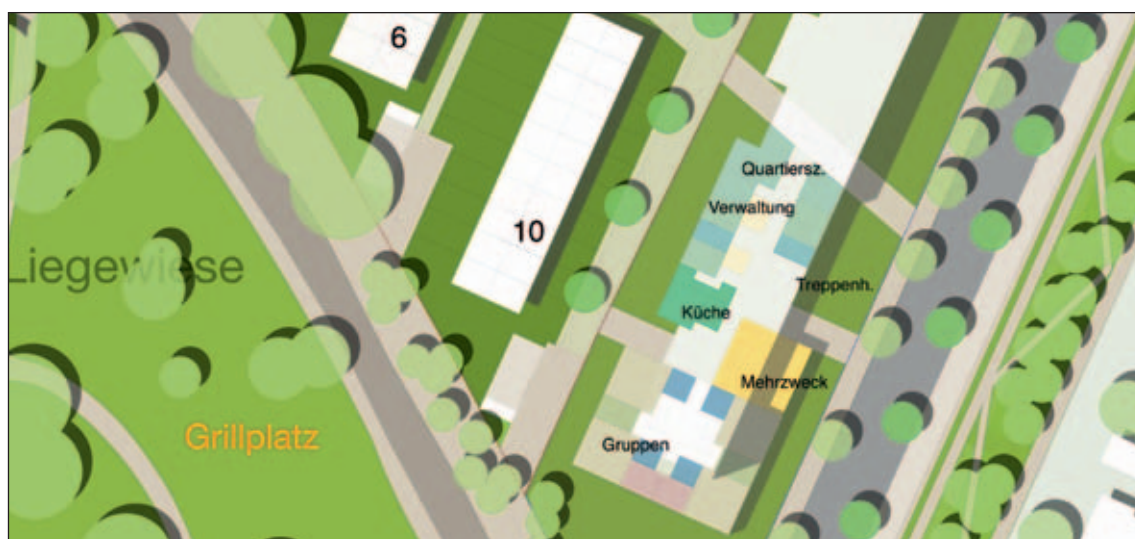 6
10
Quartiersz.
Verwaltung
Liegewiese
Treppenh.
Küche
Mehrzweck
Grillplatz
Gruppen